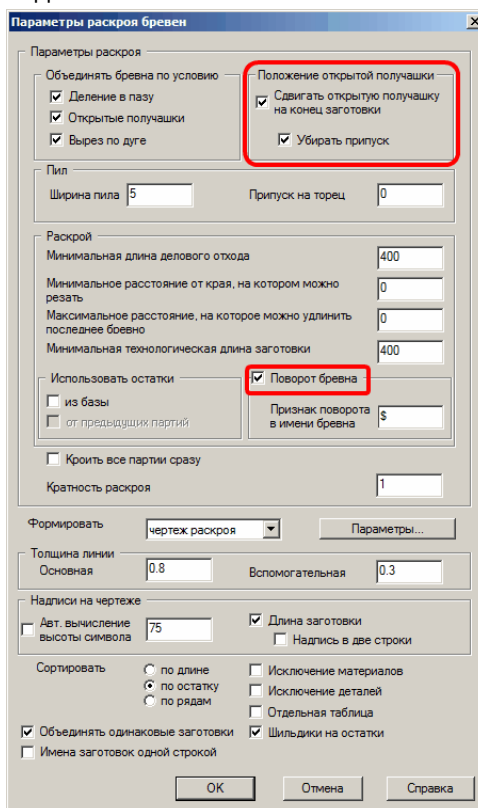 Параметры раскроя бревен
Параметры раскроя
Объединять бревна по условию
Деление в пазу
Открытые получашки
Вырез по дуге
Положение открытой получашки
Сдвигать открытую получашку
на конец заготовки
Убирать припуск
Пил
Ширина пила 5
Припуск на торец 0
Раскрой
Минимальная длина делового отхода 400
Минимальное расстояние от края, на котором можно
резать 0
Максимальное расстояние, на которое можно удлинить
последнее бревно 0
Минимальная технологическая длина заготовки 400
Использовать остатки
из базы
от предыдущих партий
Поворот бревна
Признак поворота
в имени бревна $
Кроить все партии сразу
Кратность раскроя 1
Формировать чертеж раскроя Параметры...
Толщина линии
Основная 0.8 Вспомогательная 0.3
Надписи на чертеже
Авт. вычисление
высоты символа 75
Длина заготовки
Надпись в две строки
Сортировать
по длине
по остатку
по рядам
Исключение материалов
Исключение деталей
Отдельная таблица
Объединять одинаковые заготовки
Шильдики на остатки
Имена заготовок одной строкой
OK Отмена Справка